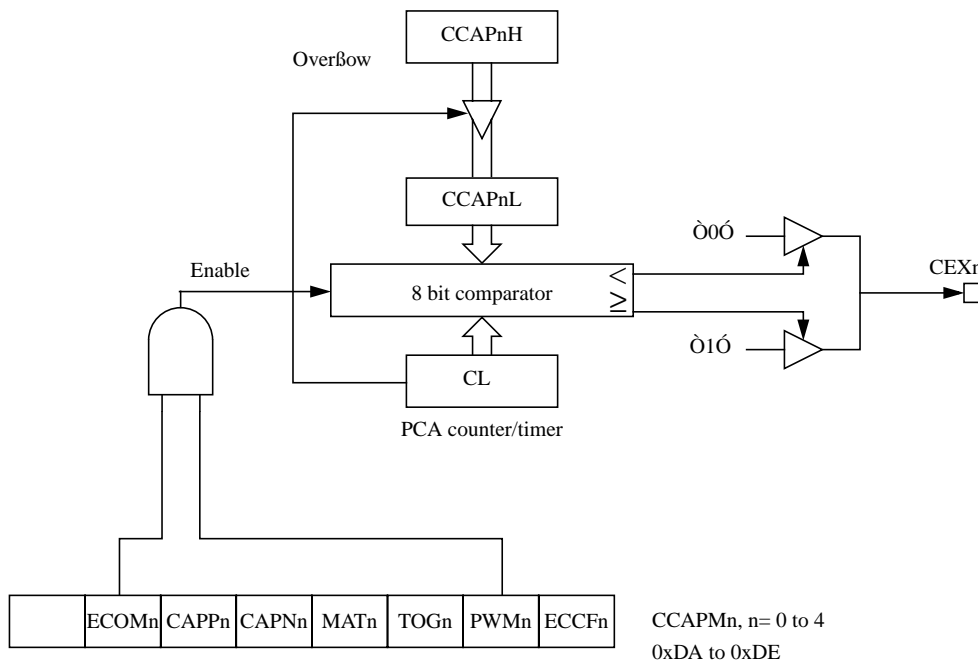 CCAPnH
Overßow
CCAPnL
Ò0Ó
Enable
8 bit comparator
<
≥
CEXn
Ò1Ó
CL
PCA counter/timer
ECOMn CAPPn CAPNn MATn TOGn PWMn ECCFn
CCAPMn, n= 0 to 4
0xDA to 0xDE